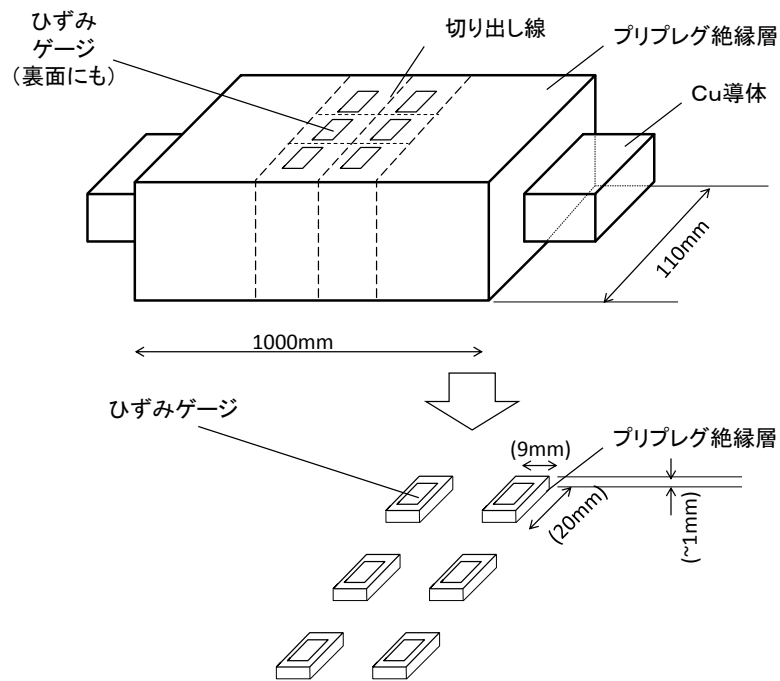 ひずみ
ゲージ
(裏面にも)
切り出し線
プリプレグ絶縁層
Cu導体
110mm
1000mm
ひずみゲージ
(9mm)
プリプレグ絶縁層
(20mm)
(~1mm)